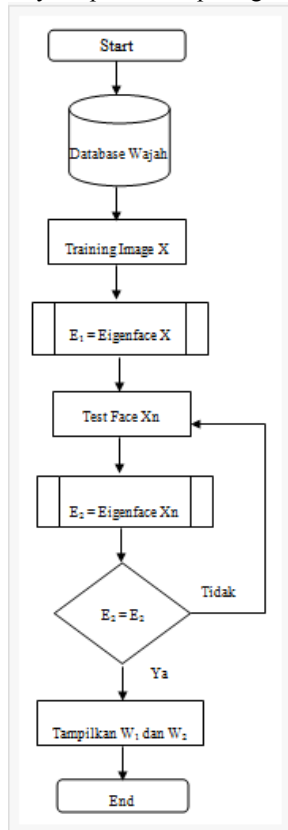 Start
Database Wajah
Training Image X
E₁ = Eigenface X
Test Face Xn
E₂ = Eigenface Xn
E₂ = E₂
Tidak
Ya
Tampilkan W₁ dan W₂
End